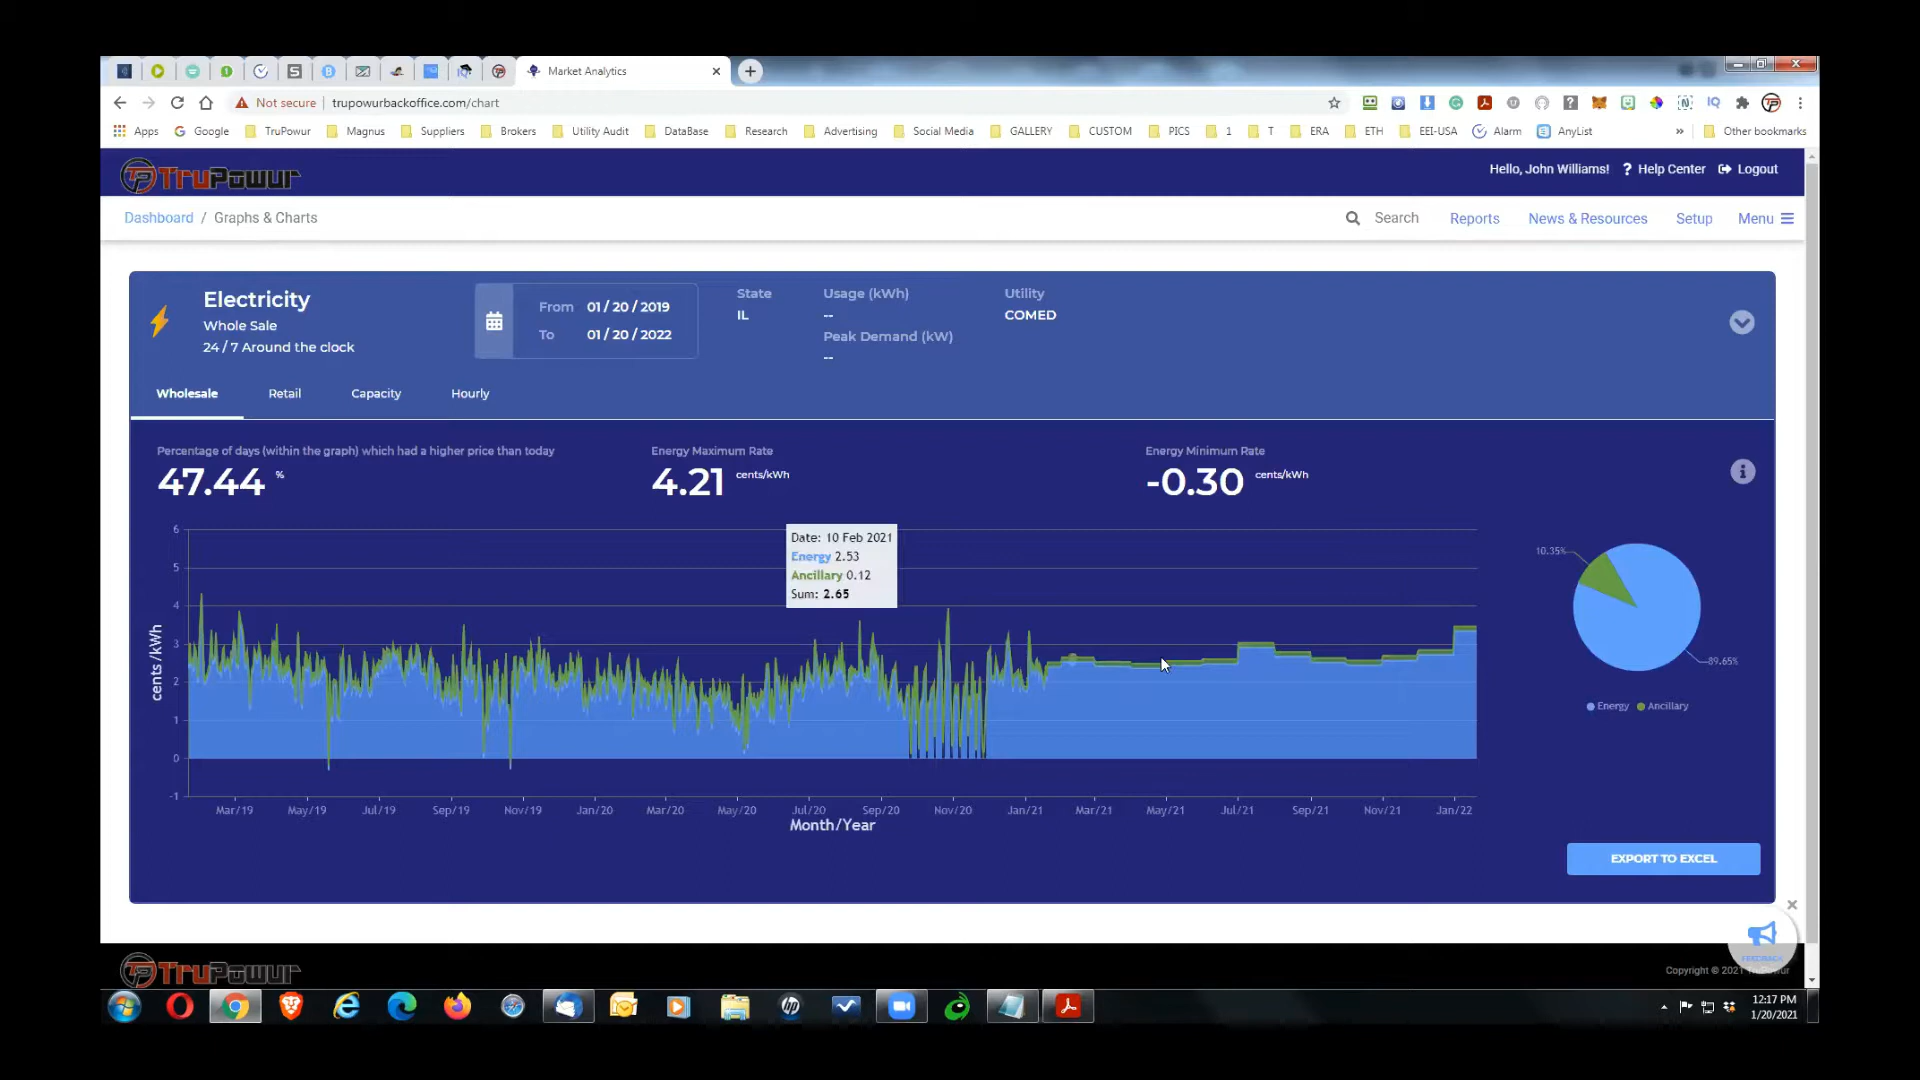 Market Analytics
Not secure trupowurbackoffice.com/chart
Apps Google TruPowur Magnus Suppliers Brokers Utility Audit DataBase Research Advertising Social Media GALLERY CUSTOM PICS 1 T ERA ETH EEI-USA Alarm AnyList » Other bookmarks
TruPowur
Hello, John Williams! ? Help Center Logout
Dashboard / Graphs & Charts
Search Reports News & Resources Setup Menu
Electricity
Whole Sale
24 / 7 Around the clock
From 01 / 20 / 2019
To 01 / 20 / 2022
State
IL
Usage (kWh)
--
Peak Demand (kW)
--
Utility
COMED
Wholesale Retail Capacity Hourly
Percentage of days (within the graph) which had a higher price than today
47.44 %
Energy Maximum Rate
4.21 cents/kWh
Energy Minimum Rate
-0.30 cents/kWh
6
5
4
3
2
1
0
-1
cents/kWh
Date: 10 Feb 2021
Energy 2.53
Ancillary 0.12
Sum: 2.65
Mar/19 May/19 Jul/19 Sep/19 Nov/19 Jan/20 Mar/20 May/20 Jul/20 Sep/20 Nov/20 Jan/21 Mar/21 May/21 Jul/21 Sep/21 Nov/21 Jan/22
Month/Year
10.35%
89.65%
Energy Ancillary
EXPORT TO EXCEL
FEEDBACK
TruPowur
Copyright © 2021 TruPowur
12:17 PM
1/20/2021